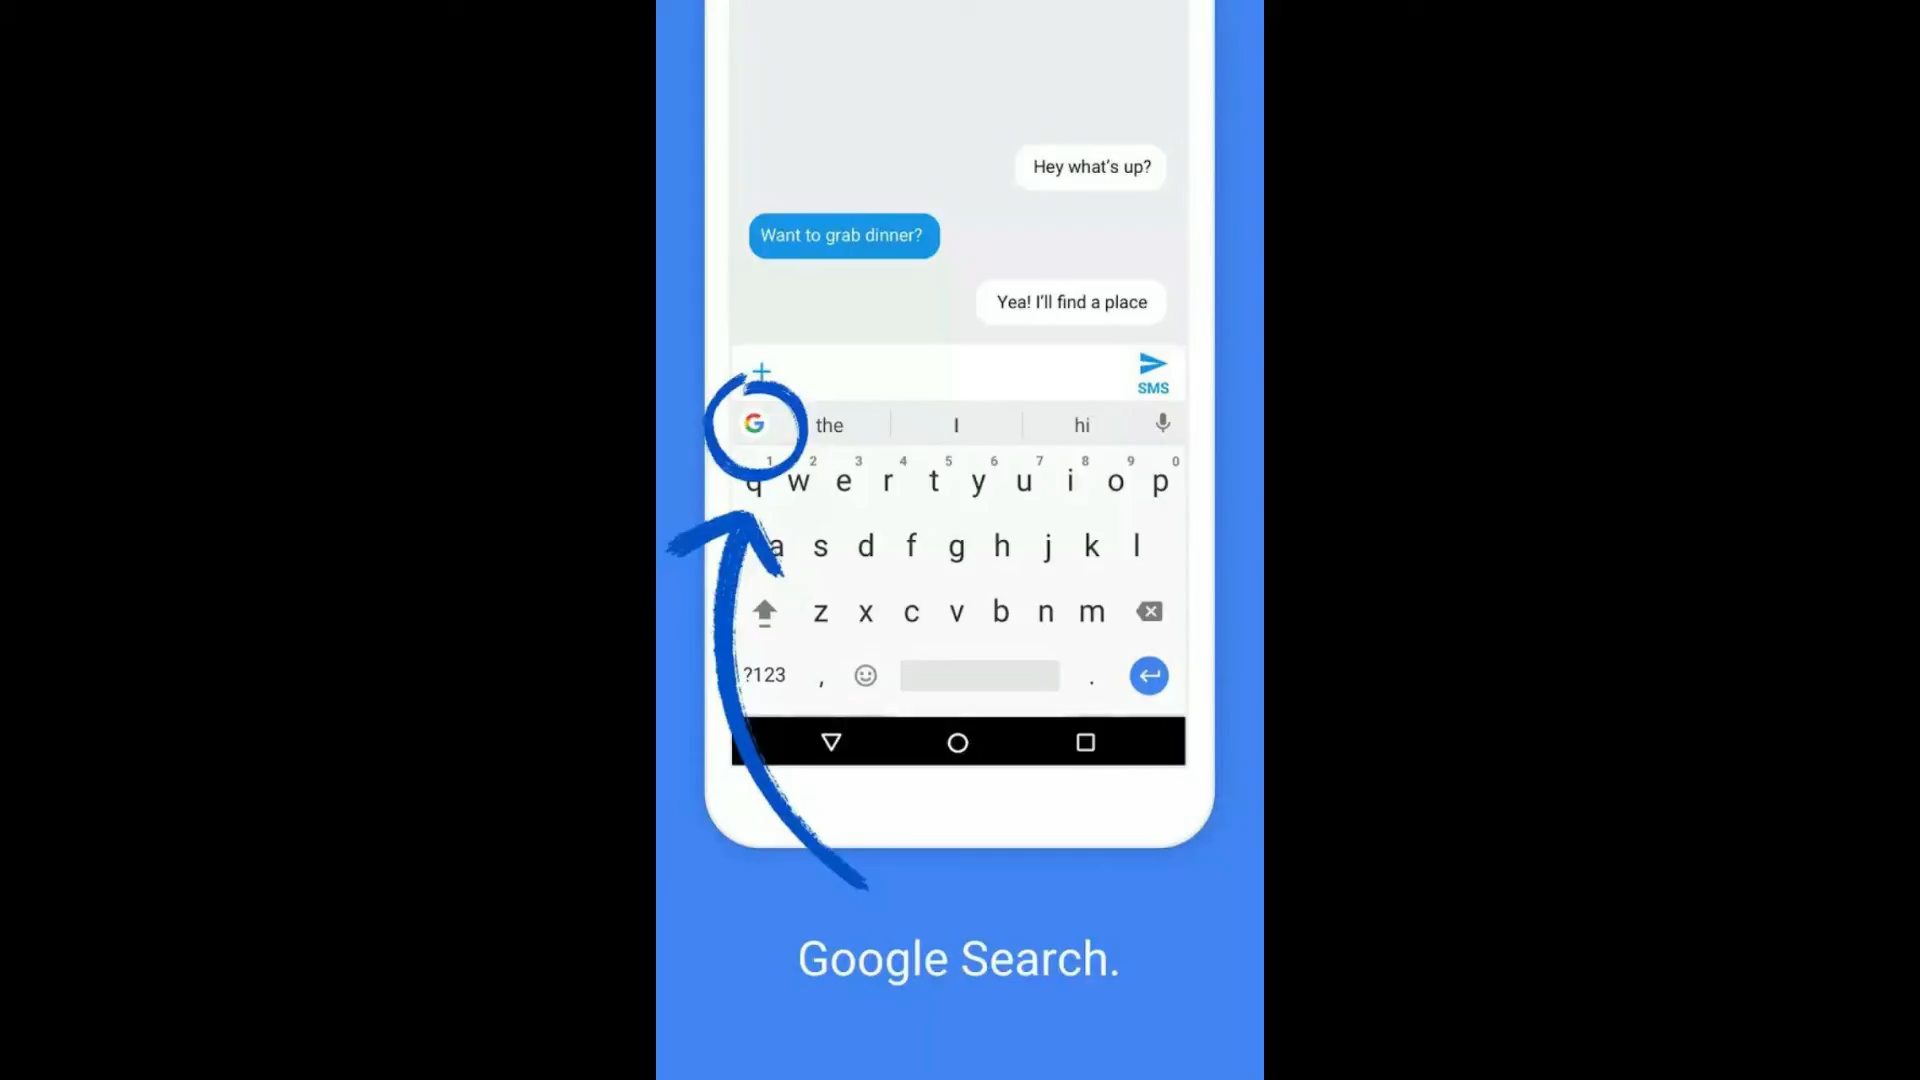 Hey what's up?
Want to grab dinner?
Yea! I'll find a place
SMS
G the I hi
1 2 3 4 5 6 7 8 9 0
q w e r t y u i o p
a s d f g h j k l
z x c v b n m
?123 , .
Google Search.